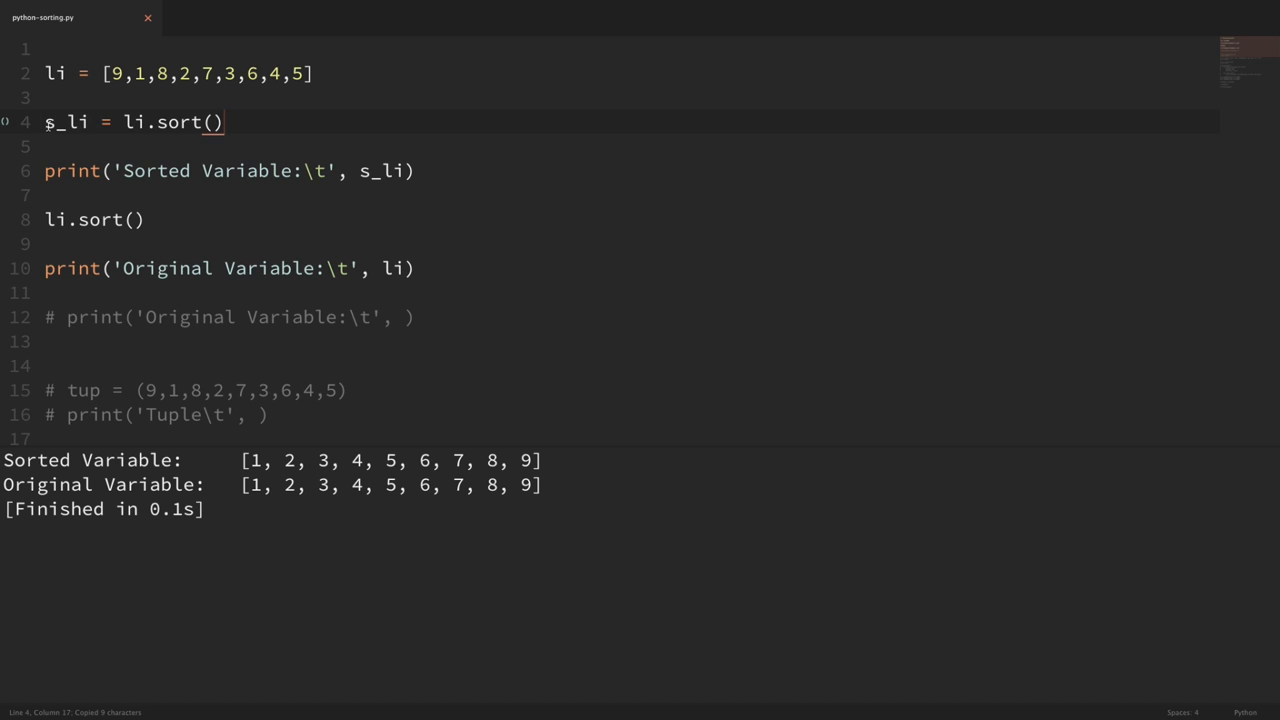 python-sorting.py ×
1
2 li = [9,1,8,2,7,3,6,4,5]
3
() 4 s_li = li.sort()
5
6 print('Sorted Variable:\t', s_li)
7
8 li.sort()
9
10 print('Original Variable:\t', li)
11
12 # print('Original Variable:\t', )
13
14
15 # tup = (9,1,8,2,7,3,6,4,5)
16 # print('Tuple\t', )
17
Sorted Variable: [1, 2, 3, 4, 5, 6, 7, 8, 9]
Original Variable: [1, 2, 3, 4, 5, 6, 7, 8, 9]
[Finished in 0.1s]
Line 4, Column 17; Copied 9 characters Spaces: 4 Python